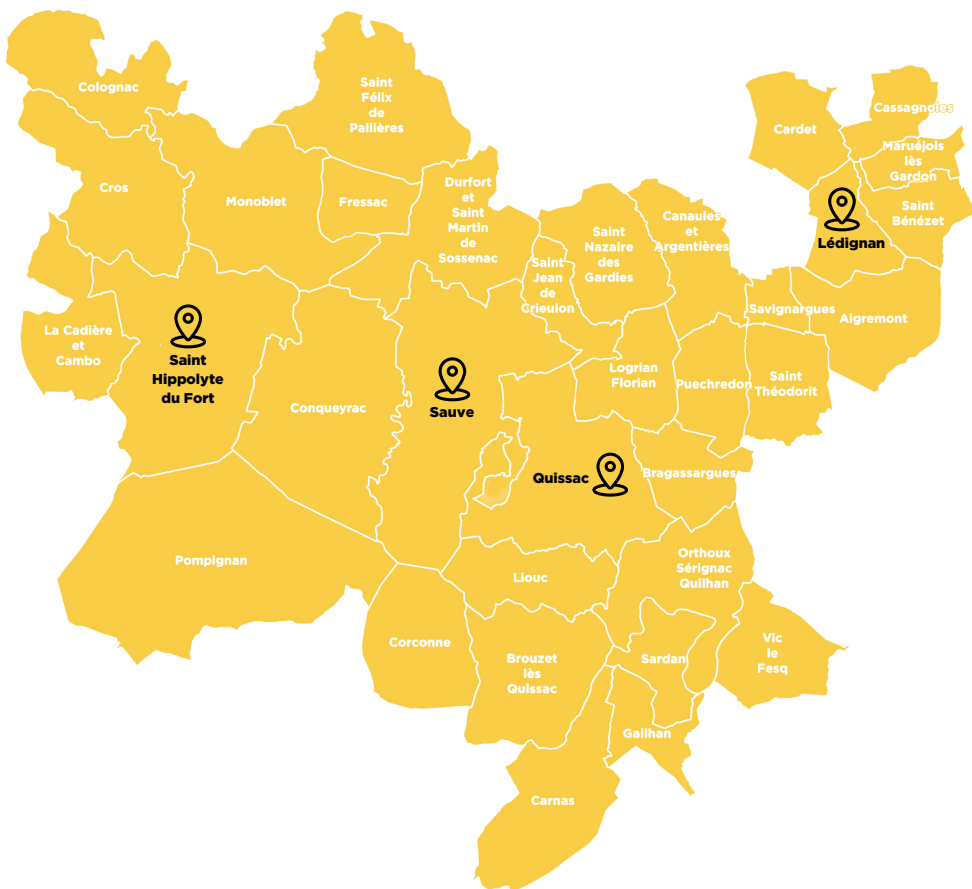 Colognac
Saint
Félix
de
Pallières
Cardet
Cassagnoles
Maruéjols
lès
Gardon
Cros
Monoblet
Fressac
Durfort
et
Saint
Martin
de
Sossenac
Saint
Nazaire
des
Gardies
Canaules
et
Argentières
Lédignan
Saint
Bénézet
Saint
Jean
de
Crieulon
Savignargues
Aigremont
La Cadière
et
Cambo
Saint
Hippolyte
du Fort
Conqueyrac
Sauve
Logrian
Florian
Puechredon
Saint
Théodorit
Quissac
Bragassargues
Pompignan
Liouc
Orthoux
Sérignac
Quilhan
Corconne
Brouzet
lès
Quissac
Sardan
Vic
le
Fesq
Gailhan
Carnas